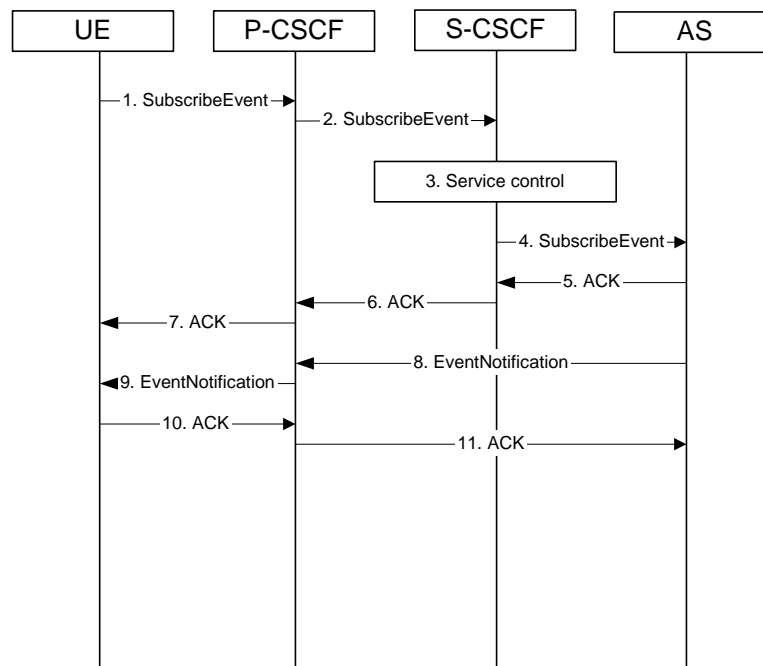 UE
P-CSCF
S-CSCF
AS
1. SubscribeEvent
2. SubscribeEvent
3. Service control
4. SubscribeEvent
5. ACK
6. ACK
7. ACK
8. EventNotification
9. EventNotification
10. ACK
11. ACK